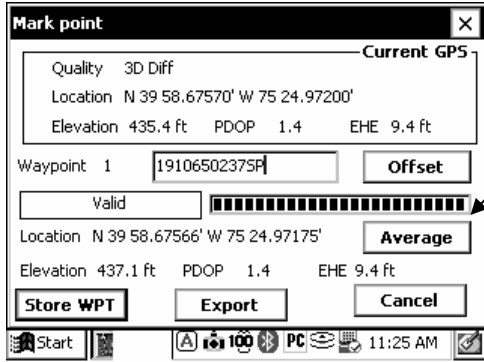 Mark point
Current GPS
Quality 3D Diff
Location N 39 58.67570' W 75 24.97200'
Elevation 435.4 ft PDOP 1.4 EHE 9.4 ft
Waypoint 1 1910650237SP Offset
Valid
Location N 39 58.67566' W 75 24.97175' Average
Elevation 437.1 ft PDOP 1.4 EHE 9.4 ft
Store WPT Export Cancel
Start A 100 PC 11:25 AM